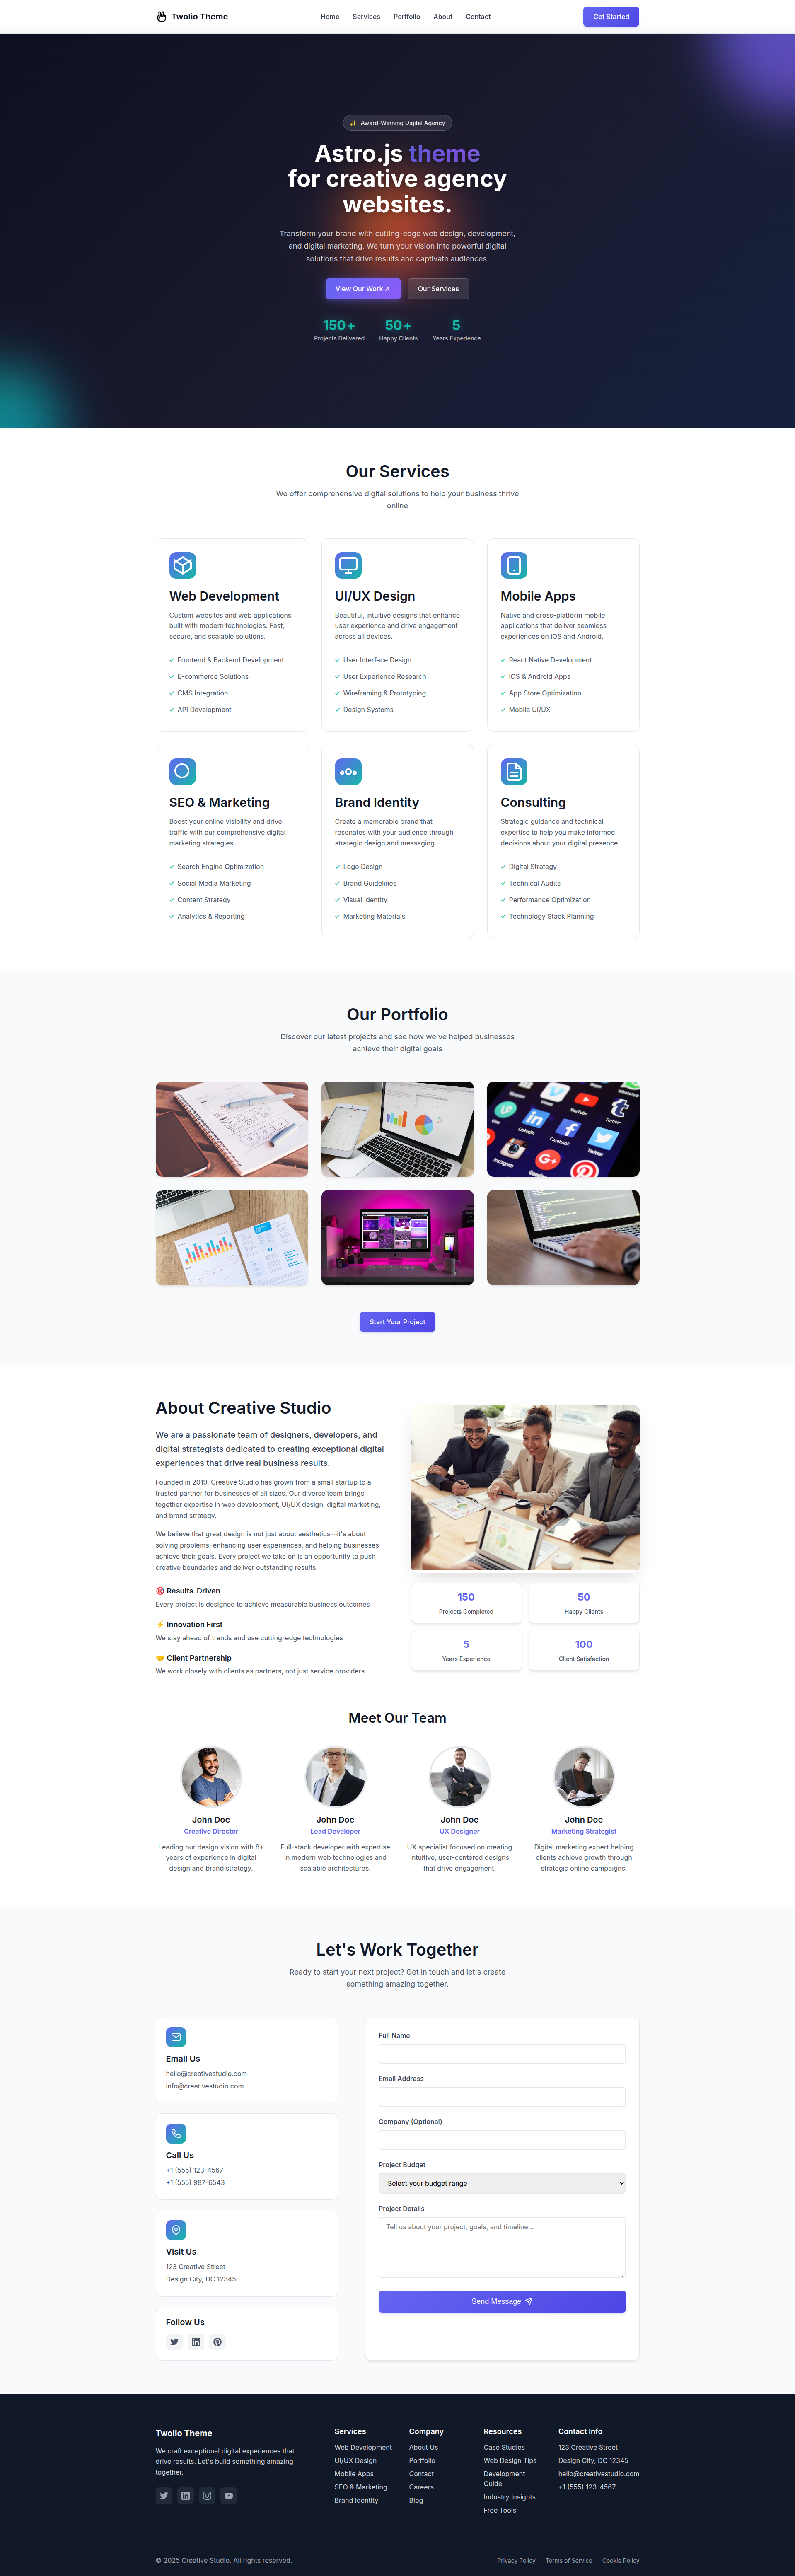 Twolio Theme
Home
Services
Portfolio
About
Contact
Get Started
✨ Award-Winning Digital Agency
Astro.js theme
for creative agency
websites.
Transform your brand with cutting-edge web design, development,
and digital marketing. We turn your vision into powerful digital
solutions that drive results and captivate audiences.
View Our Work
Our Services
150+
Projects Delivered
50+
Happy Clients
5
Years Experience
Our Services
We offer comprehensive digital solutions to help your business thrive
online
Web Development
Custom websites and web applications
built with modern technologies. Fast,
secure, and scalable solutions.
Frontend & Backend Development
E-commerce Solutions
CMS Integration
API Development
UI/UX Design
Beautiful, intuitive designs that enhance
user experience and drive engagement
across all devices.
User Interface Design
User Experience Research
Wireframing & Prototyping
Design Systems
Mobile Apps
Native and cross-platform mobile
applications that deliver seamless
experiences on iOS and Android.
React Native Development
iOS & Android Apps
App Store Optimization
Mobile UI/UX
SEO & Marketing
Boost your online visibility and drive
traffic with our comprehensive digital
marketing strategies.
Search Engine Optimization
Social Media Marketing
Content Strategy
Analytics & Reporting
Brand Identity
Create a memorable brand that
resonates with your audience through
strategic design and messaging.
Logo Design
Brand Guidelines
Visual Identity
Marketing Materials
Consulting
Strategic guidance and technical
expertise to help you make informed
decisions about your digital presence.
Digital Strategy
Technical Audits
Performance Optimization
Technology Stack Planning
Our Portfolio
Discover our latest projects and see how we've helped businesses
achieve their digital goals
WhatsApp
Vimeo
YouTube
Tumblr
Vine
LinkedIn
Facebook
Twitter
Instagram
Google+
Pinterest
Start Your Project
About Creative Studio
We are a passionate team of designers, developers, and
digital strategists dedicated to creating exceptional digital
experiences that drive real business results.
Founded in 2019, Creative Studio has grown from a small startup to a
trusted partner for businesses of all sizes. Our diverse team brings
together expertise in web development, UI/UX design, digital marketing,
and brand strategy.
We believe that great design is not just about aesthetics—it's about
solving problems, enhancing user experiences, and helping businesses
achieve their goals. Every project we take on is an opportunity to push
creative boundaries and deliver outstanding results.
🎯 Results-Driven
Every project is designed to achieve measurable business outcomes
⚡ Innovation First
We stay ahead of trends and use cutting-edge technologies
🤝 Client Partnership
We work closely with clients as partners, not just service providers
150
Projects Completed
50
Happy Clients
5
Years Experience
100
Client Satisfaction
Meet Our Team
John Doe
Creative Director
Leading our design vision with 8+
years of experience in digital
design and brand strategy.
John Doe
Lead Developer
Full-stack developer with expertise
in modern web technologies and
scalable architectures.
John Doe
UX Designer
UX specialist focused on creating
intuitive, user-centered designs
that drive engagement.
John Doe
Marketing Strategist
Digital marketing expert helping
clients achieve growth through
strategic online campaigns.
Let's Work Together
Ready to start your next project? Get in touch and let's create
something amazing together.
Email Us
hello@creativestudio.com
info@creativestudio.com
Call Us
+1 (555) 123-4567
+1 (555) 987-6543
Visit Us
123 Creative Street
Design City, DC 12345
Follow Us
Full Name
Email Address
Company (Optional)
Project Budget
Select your budget range
Project Details
Tell us about your project, goals, and timeline...
Send Message
Twolio Theme
We craft exceptional digital experiences that
drive results. Let's build something amazing
together.
Services
Web Development
UI/UX Design
Mobile Apps
SEO & Marketing
Brand Identity
Company
About Us
Portfolio
Contact
Careers
Blog
Resources
Case Studies
Web Design Tips
Development
Guide
Industry Insights
Free Tools
Contact Info
123 Creative Street
Design City, DC 12345
hello@creativestudio.com
+1 (555) 123-4567
© 2025 Creative Studio. All rights reserved.
Privacy Policy
Terms of Service
Cookie Policy